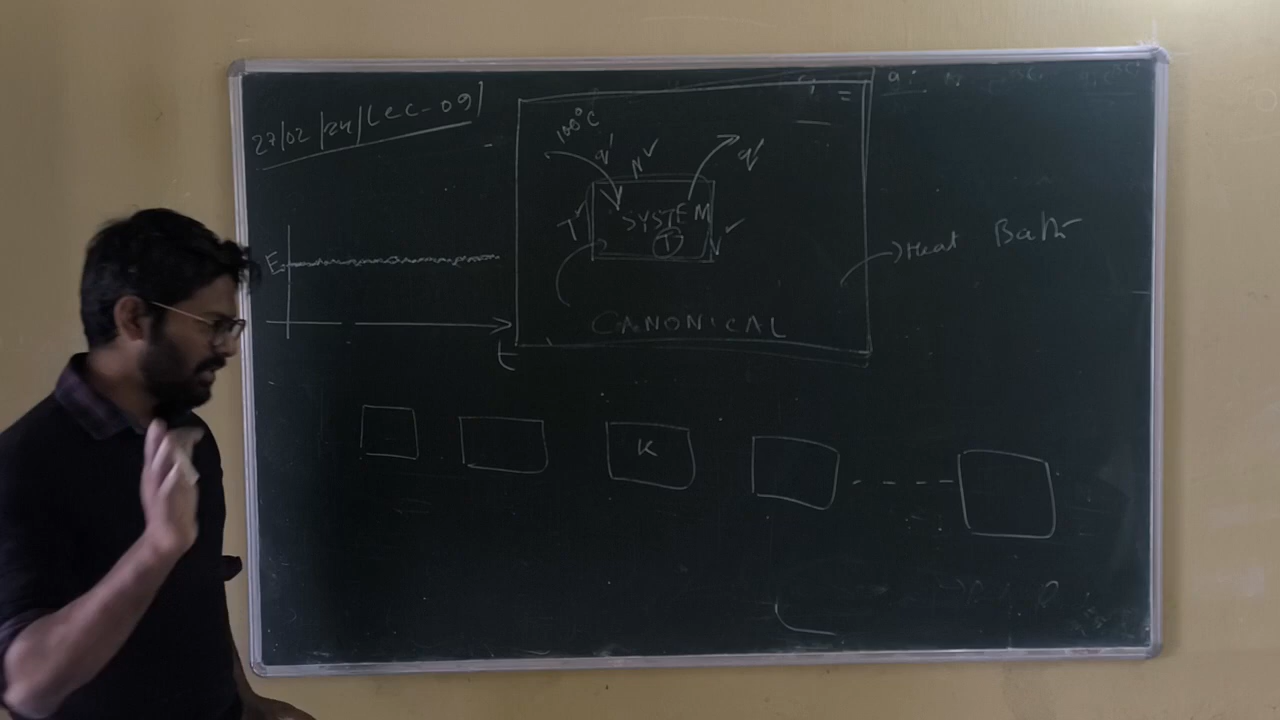 27/02/24/Lec-09]
100°C
q'
N✓
q'
T✓
SYSTEM
T
V✓
E
t
CANONICAL
→ Heat Bath
K